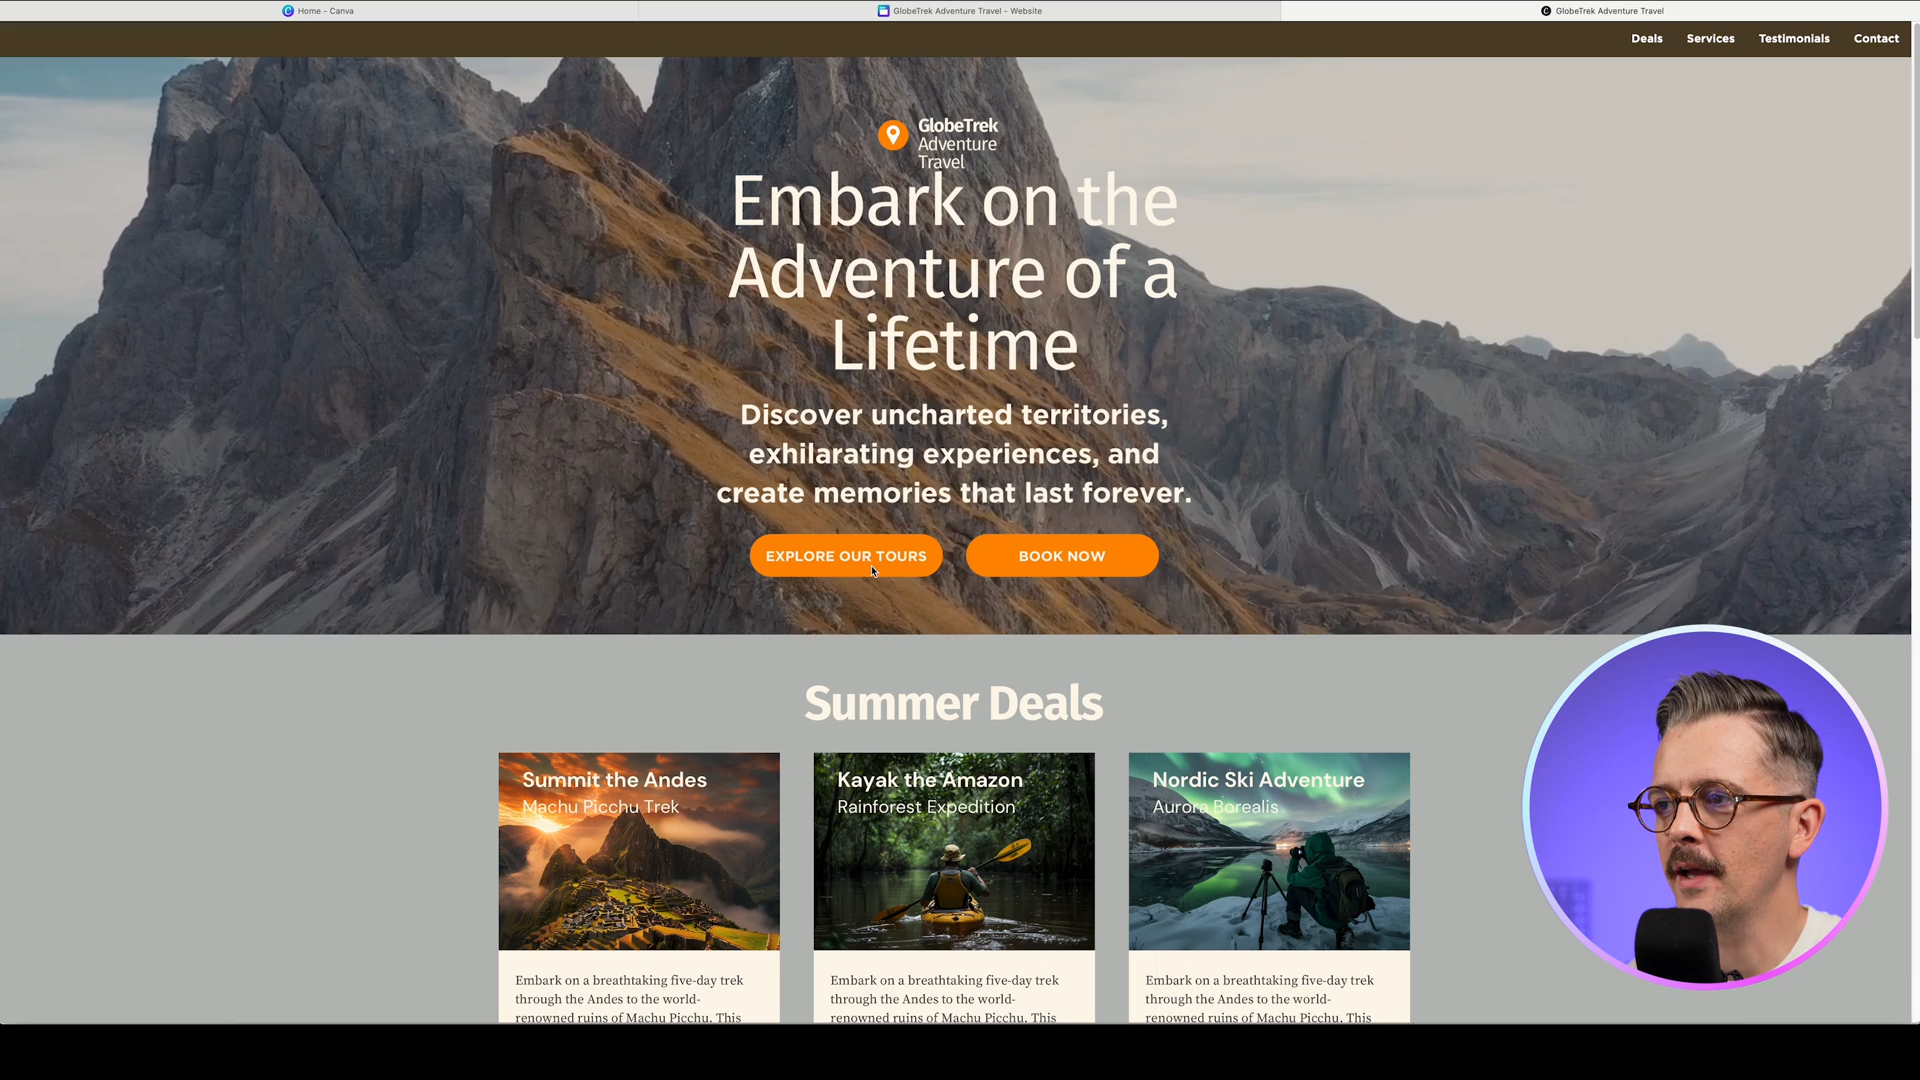 Home - Canva
GlobeTrek Adventure Travel - Website
GlobeTrek Adventure Travel
Deals
Services
Testimonials
Contact
GlobeTrek
Adventure
Travel
Embark on the
Adventure of a
Lifetime
Discover uncharted territories,
exhilarating experiences, and
create memories that last forever.
EXPLORE OUR TOURS
BOOK NOW
Summer Deals
Summit the Andes
Machu Picchu Trek
Embark on a breathtaking five-day trek
through the Andes to the world-
renowned ruins of Machu Picchu. This
Kayak the Amazon
Rainforest Expedition
Embark on a breathtaking five-day trek
through the Andes to the world-
renowned ruins of Machu Picchu. This
Nordic Ski Adventure
Aurora Borealis
Embark on a breathtaking five-day trek
through the Andes to the world-
renowned ruins of Machu Picchu. This